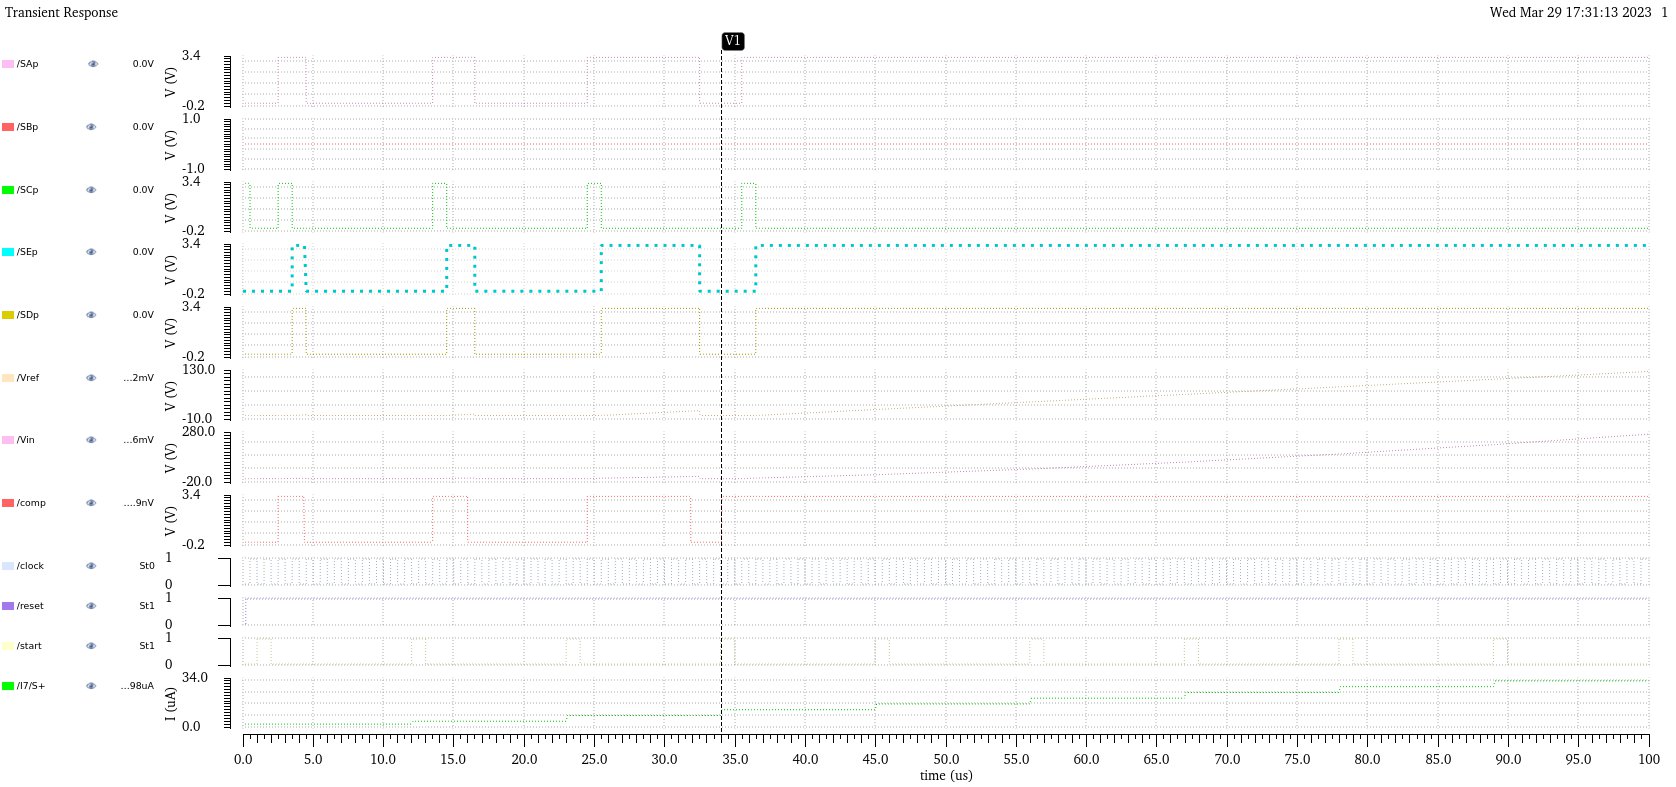 Transient Response
Wed Mar 29 17:31:13 2023 1
V1
/SAp 0.0V V (V) 3.4 -0.2
/SBp 0.0V V (V) 1.0 -1.0
/SCp 0.0V V (V) 3.4 -0.2
/SEp 0.0V V (V) 3.4 -0.2
/SDp 0.0V V (V) 3.4 -0.2
/Vref ...2mV V (V) 130.0 -10.0
/Vin ...6mV V (V) 280.0 -20.0
/comp ....9nV V (V) 3.4 -0.2
/clock St0 1 0
/reset St1 1 0
/start St1 1 0
/I7/S+ ...98uA I (uA) 34.0 0.0
0.0 5.0 10.0 15.0 20.0 25.0 30.0 35.0 40.0 45.0 50.0 55.0 60.0 65.0 70.0 75.0 80.0 85.0 90.0 95.0 100
time (us)